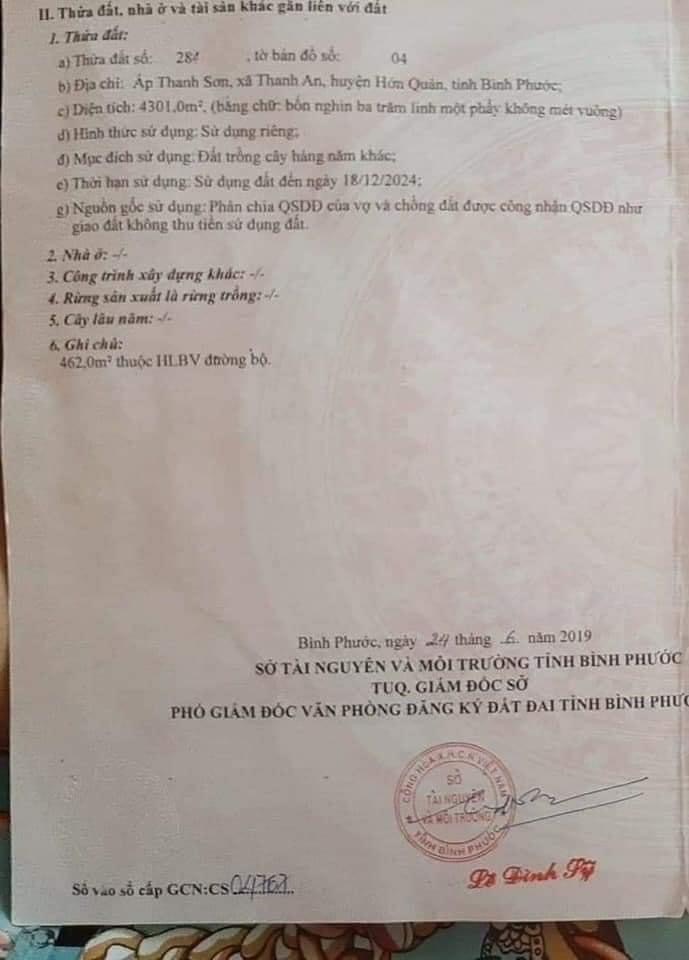 II. Thửa đất, nhà ở và tài sản khác gắn liền với đất
1. Thửa đất:
a) Thửa đất số: 284 , tờ bản đồ số: 04
b) Địa chỉ: Ấp Thanh Sơn, xã Thanh An, huyện Hớn Quản, tỉnh Bình Phước;
c) Diện tích: 4301,0m², (bằng chữ: bốn nghìn ba trăm linh một phẩy không mét vuông)
d) Hình thức sử dụng: Sử dụng riêng;
đ) Mục đích sử dụng: Đất trồng cây hàng năm khác;
e) Thời hạn sử dụng: Sử dụng đất đến ngày 18/12/2024;
g) Nguồn gốc sử dụng: Phân chia QSDĐ của vợ và chồng đất được công nhận QSDĐ như
giao đất không thu tiền sử dụng đất.
2. Nhà ở: -/-
3. Công trình xây dựng khác: -/-
4. Rừng sản xuất là rừng trồng: -/-
5. Cây lâu năm: -/-
6. Ghi chú:
462,0m² thuộc HLBV đường bộ.
Bình Phước, ngày 24 tháng 6 năm 2019
SỞ TÀI NGUYÊN VÀ MÔI TRƯỜNG TỈNH BÌNH PHƯỚC
TUQ. GIÁM ĐỐC SỞ
PHÓ GIÁM ĐỐC VĂN PHÒNG ĐĂNG KÝ ĐẤT ĐAI TỈNH BÌNH PHƯỚC
CỘNG HÒA X.H.C.N VIỆT NAM
SỞ
TÀI NGUYÊN
VÀ MÔI TRƯỜNG
TỈNH BÌNH PHƯỚC
Lê Đình
Số vào sổ cấp GCN:CS04767